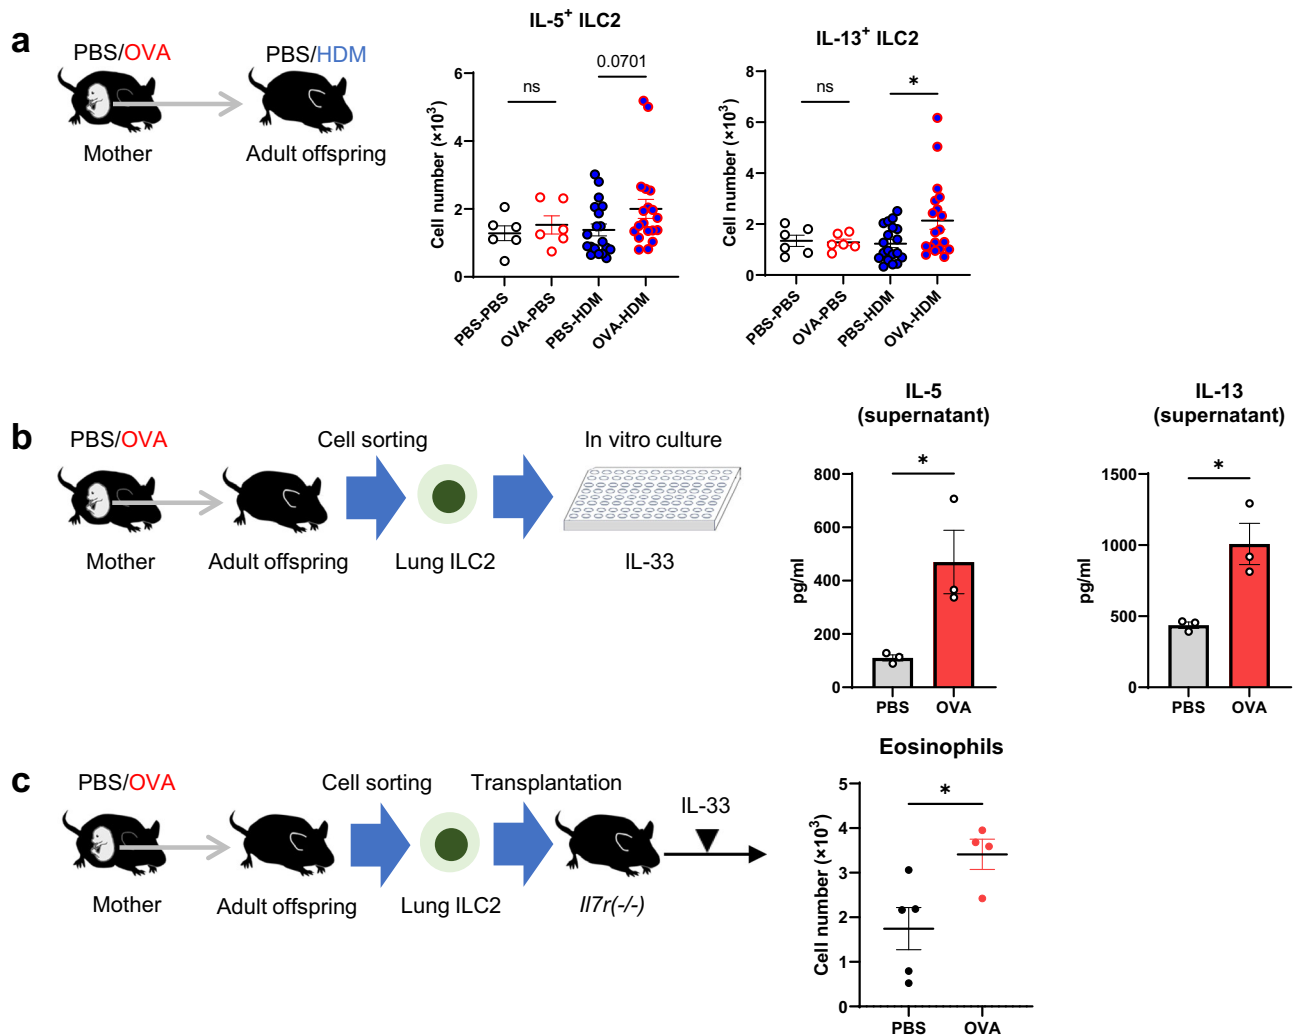 a
PBS/OVA
PBS/HDM
Mother
Adult offspring
IL-5+ ILC2
Cell number (×10³)
6
4
2
0
ns
0.0701
PBS-PBS
OVA-PBS
PBS-HDM
OVA-HDM
IL-13+ ILC2
Cell number (×10³)
8
6
4
2
0
ns
*
PBS-PBS
OVA-PBS
PBS-HDM
OVA-HDM
b
PBS/OVA
Cell sorting
In vitro culture
Mother
Adult offspring
Lung ILC2
IL-33
IL-5
(supernatant)
pg/ml
800
600
400
200
0
*
PBS
OVA
IL-13
(supernatant)
pg/ml
1500
1000
500
0
*
PBS
OVA
c
PBS/OVA
Cell sorting
Transplantation
IL-33
Mother
Adult offspring
Lung ILC2
Il7r(-/-)
Eosinophils
Cell number (×10³)
5
4
3
2
1
0
*
PBS
OVA